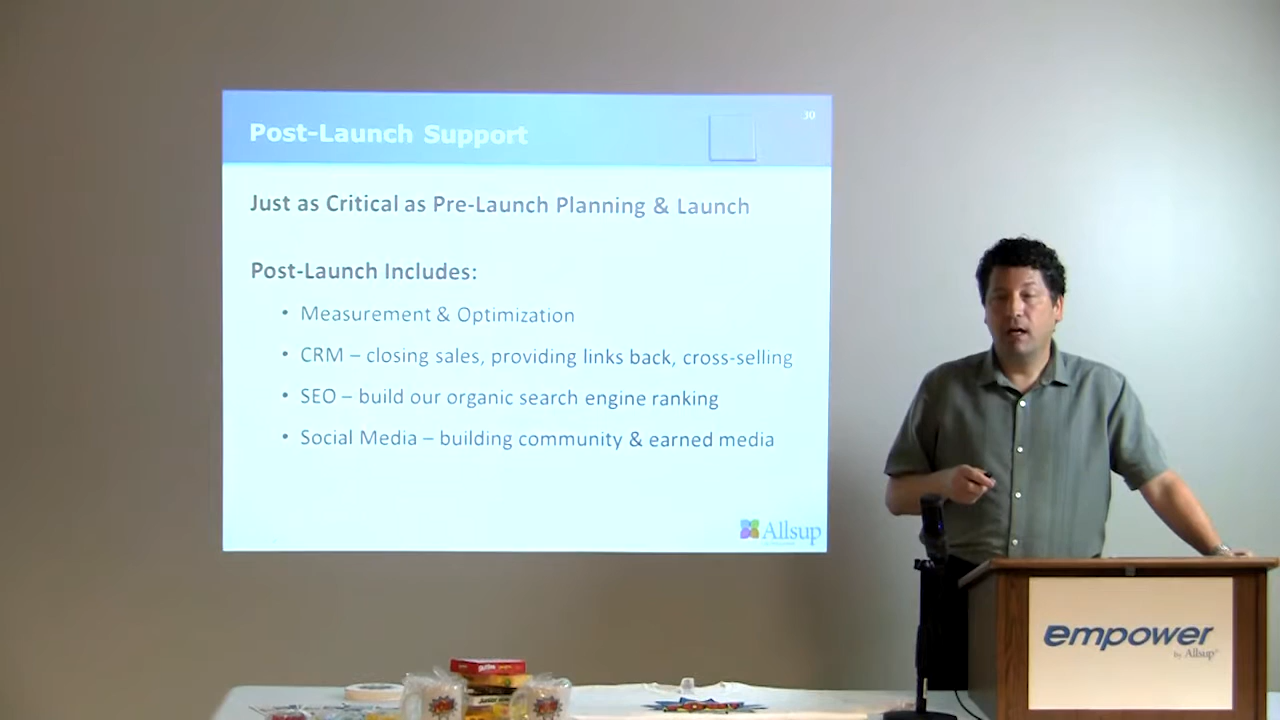 30
Post-Launch Support
Just as Critical as Pre-Launch Planning & Launch
Post-Launch Includes:
• Measurement & Optimization
• CRM – closing sales, providing links back, cross-selling
• SEO – build our organic search engine ranking
• Social Media – building community & earned media
Allsup
empower
by Allsup